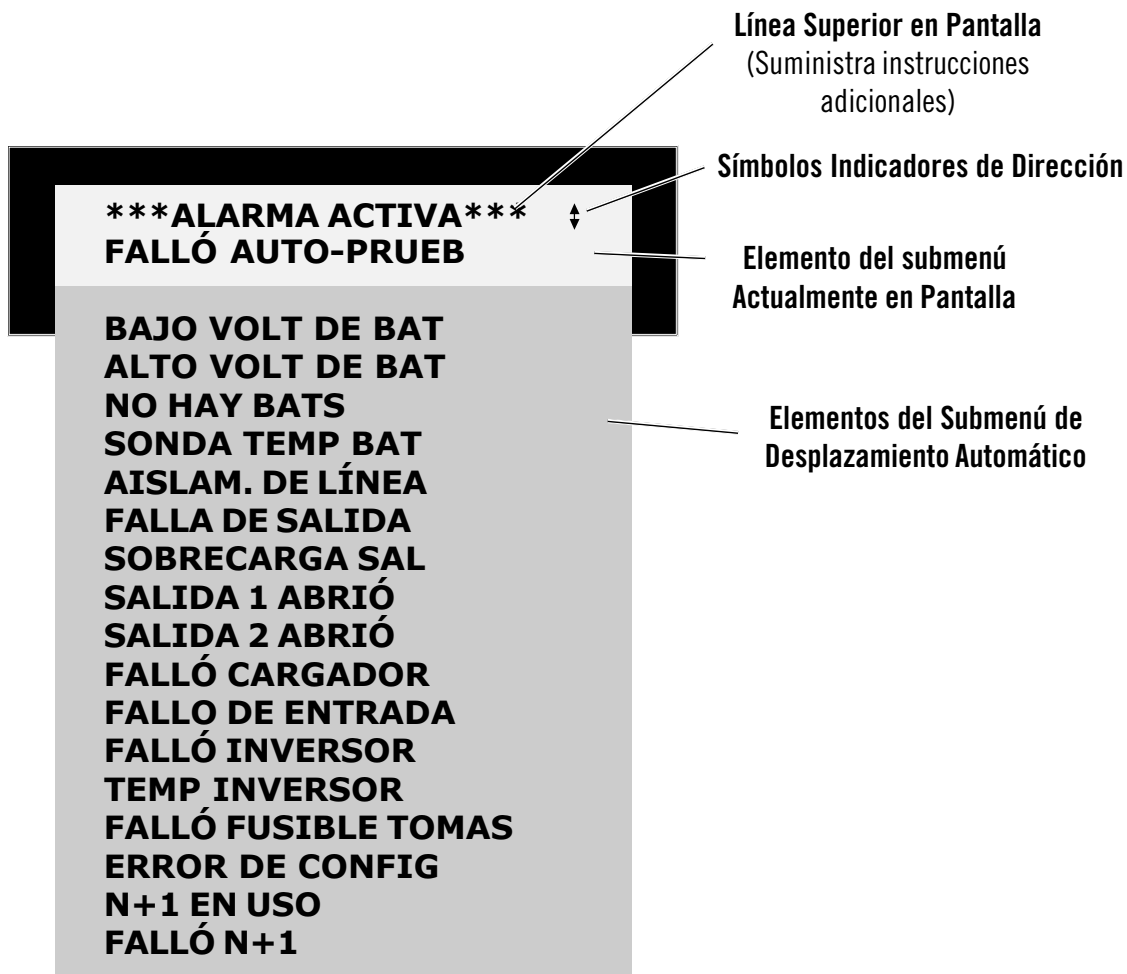 Línea Superior en Pantalla
(Suministra instrucciones
adicionales)
Símbolos Indicadores de Dirección
***ALARMA ACTIVA***
FALLÓ AUTO-PRUEB
Elemento del submenú
Actualmente en Pantalla
BAJO VOLT DE BAT
ALTO VOLT DE BAT
NO HAY BATS
SONDA TEMP BAT
AISLAM. DE LÍNEA
FALLA DE SALIDA
SOBRECARGA SAL
SALIDA 1 ABRIÓ
SALIDA 2 ABRIÓ
FALLÓ CARGADOR
FALLO DE ENTRADA
FALLÓ INVERSOR
TEMP INVERSOR
FALLÓ FUSIBLE TOMAS
ERROR DE CONFIG
N+1 EN USO
FALLÓ N+1
Elementos del Submenú de
Desplazamiento Automático